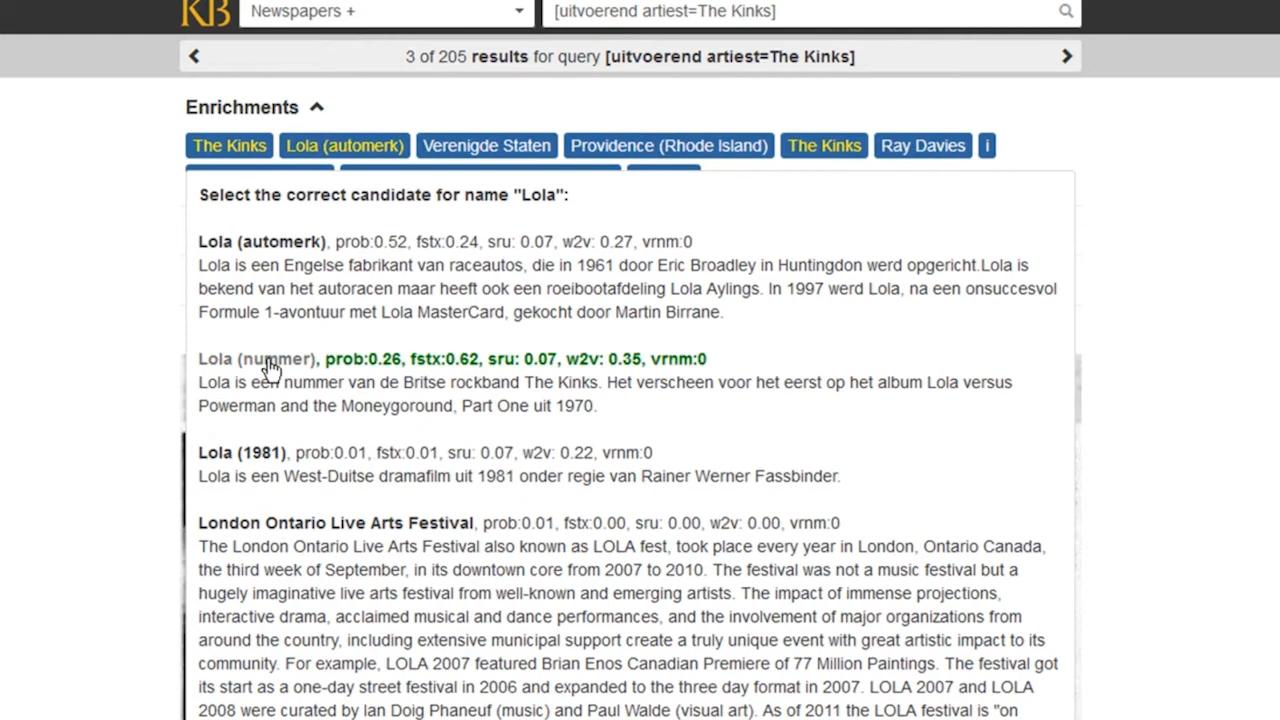 KB Newspapers + [uitvoerend artiest=The Kinks]
3 of 205 results for query [uitvoerend artiest=The Kinks]
Enrichments
The Kinks Lola (automerk) Verenigde Staten Providence (Rhode Island) The Kinks Ray Davies i
Select the correct candidate for name "Lola":
Lola (automerk), prob:0.52, fstx:0.24, sru: 0.07, w2v: 0.27, vrnm:0
Lola is een Engelse fabrikant van raceautos, die in 1961 door Eric Broadley in Huntingdon werd opgericht.Lola is
bekend van het autoracen maar heeft ook een roeibootafdeling Lola Aylings. In 1997 werd Lola, na een onsuccesvol
Formule 1-avontuur met Lola MasterCard, gekocht door Martin Birrane.
Lola (nummer), prob:0.26, fstx:0.62, sru: 0.07, w2v: 0.35, vrnm:0
Lola is een nummer van de Britse rockband The Kinks. Het verscheen voor het eerst op het album Lola versus
Powerman and the Moneygoround, Part One uit 1970.
Lola (1981), prob:0.01, fstx:0.01, sru: 0.07, w2v: 0.22, vrnm:0
Lola is een West-Duitse dramafilm uit 1981 onder regie van Rainer Werner Fassbinder.
London Ontario Live Arts Festival, prob:0.01, fstx:0.00, sru: 0.00, w2v: 0.00, vrnm:0
The London Ontario Live Arts Festival also known as LOLA fest, took place every year in London, Ontario Canada,
the third week of September, in its downtown core from 2007 to 2010. The festival was not a music festival but a
hugely imaginative live arts festival from well-known and emerging artists. The impact of immense projections,
interactive drama, acclaimed musical and dance performances, and the involvement of major organizations from
around the country, including extensive municipal support create a truly unique event with great artistic impact to its
community. For example, LOLA 2007 featured Brian Enos Canadian Premiere of 77 Million Paintings. The festival got
its start as a one-day street festival in 2006 and expanded to the three day format in 2007. LOLA 2007 and LOLA
2008 were curated by Ian Doig Phaneuf (music) and Paul Walde (visual art). As of 2011 the LOLA festival is "on